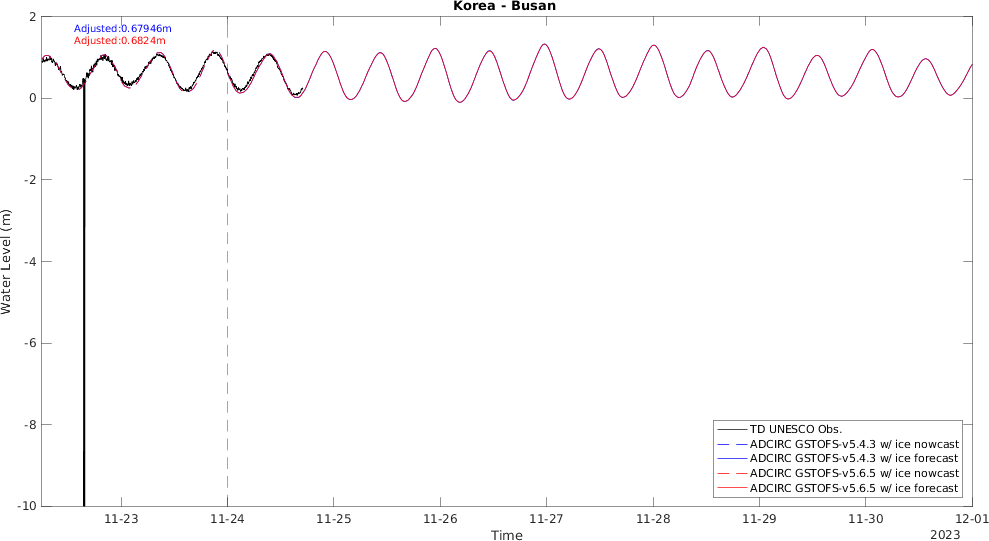 Korea - Busan
Adjusted:0.67946m
Adjusted:0.6824m
2
0
-2
-4
-6
-8
-10
Water Level (m)
11-23
11-24
11-25
11-26
11-27
11-28
11-29
11-30
12-01
Time
2023
TD UNESCO Obs.
ADCIRC GSTOFS-v5.4.3 w/ ice nowcast
ADCIRC GSTOFS-v5.4.3 w/ ice forecast
ADCIRC GSTOFS-v5.6.5 w/ ice nowcast
ADCIRC GSTOFS-v5.6.5 w/ ice forecast